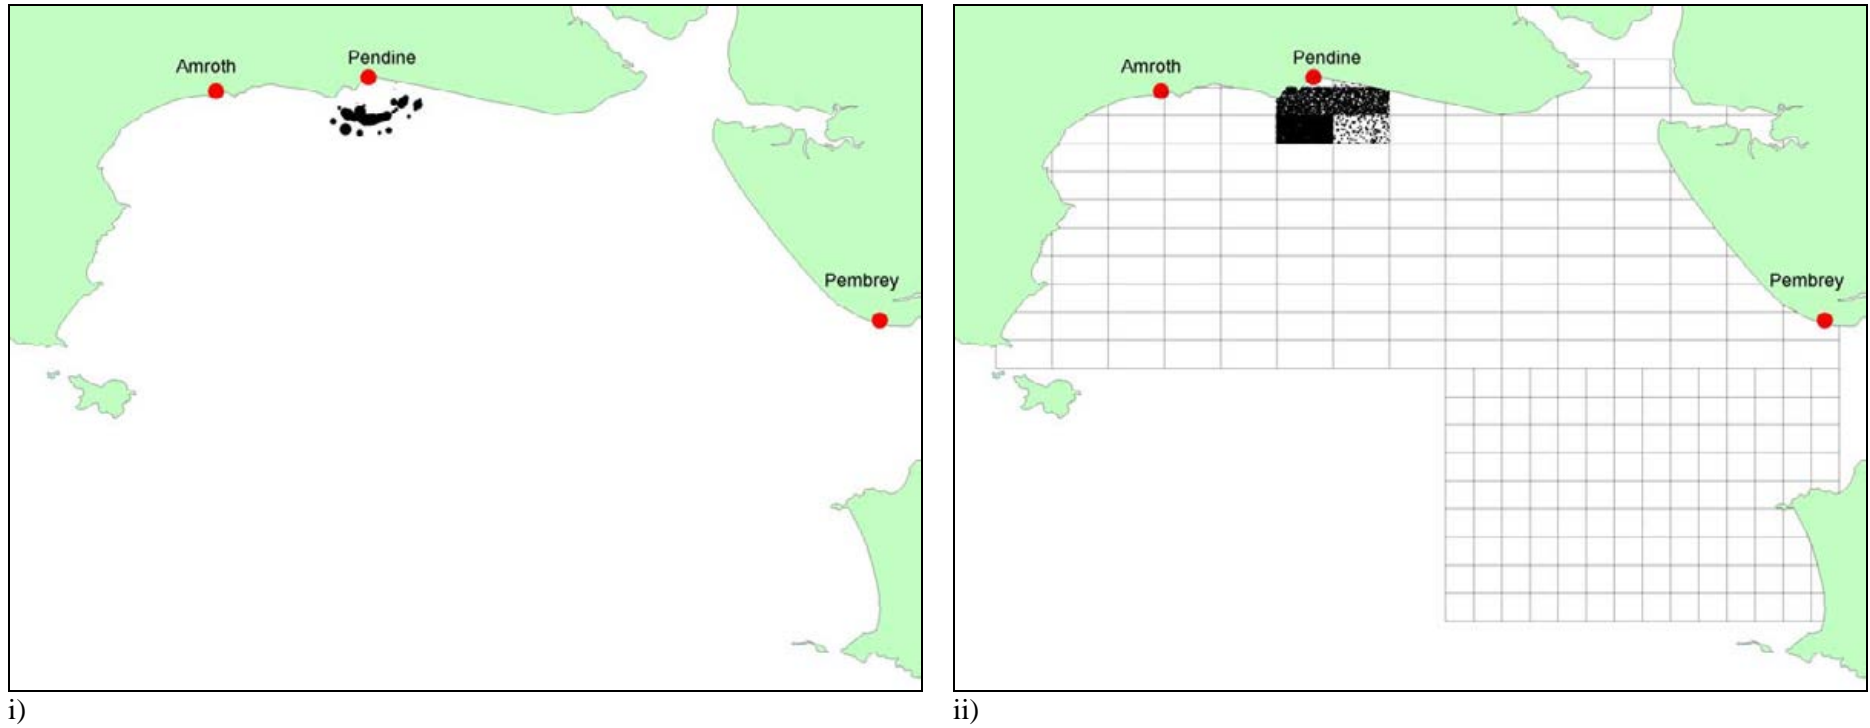 Pendine
Amroth
Pembrey
i)
Pendine
Amroth
Pembrey
ii)